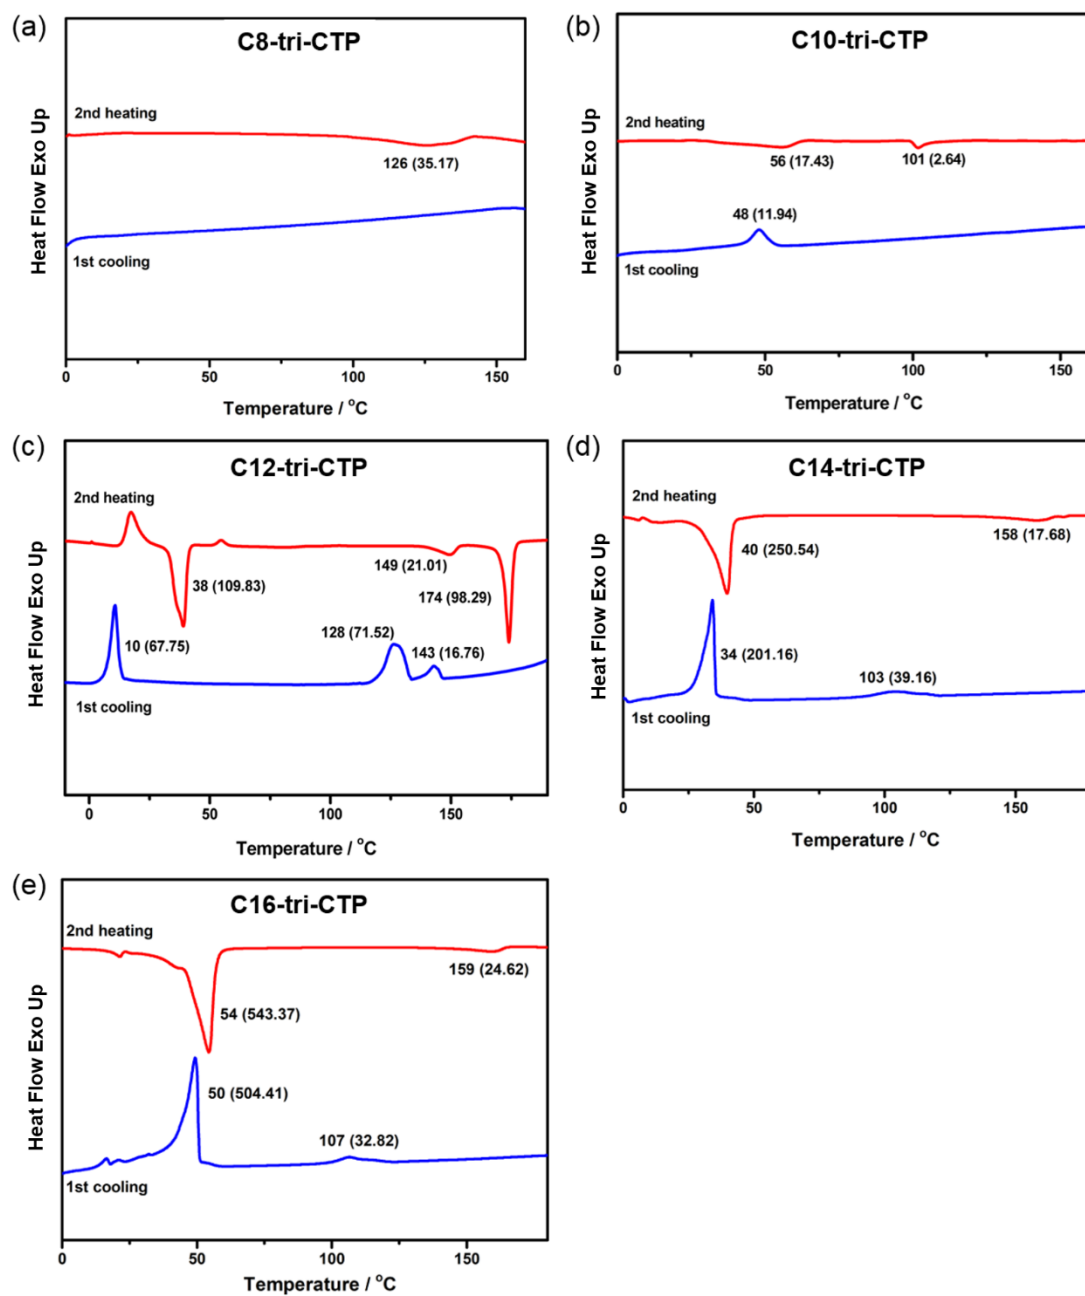 (a)
C8-tri-CTP
2nd heating
126 (35.17)
1st cooling
Heat Flow Exo Up
0 50 100 150
Temperature / °C
(b)
C10-tri-CTP
2nd heating
56 (17.43)
101 (2.64)
48 (11.94)
1st cooling
Heat Flow Exo Up
0 50 100 150
Temperature / °C
(c)
C12-tri-CTP
2nd heating
38 (109.83)
149 (21.01)
174 (98.29)
10 (67.75)
128 (71.52)
143 (16.76)
1st cooling
Heat Flow Exo Up
0 50 100 150
Temperature / °C
(d)
C14-tri-CTP
2nd heating
40 (250.54)
158 (17.68)
34 (201.16)
103 (39.16)
1st cooling
Heat Flow Exo Up
0 50 100 150
Temperature / °C
(e)
C16-tri-CTP
2nd heating
159 (24.62)
54 (543.37)
50 (504.41)
107 (32.82)
1st cooling
Heat Flow Exo Up
0 50 100 150
Temperature / °C